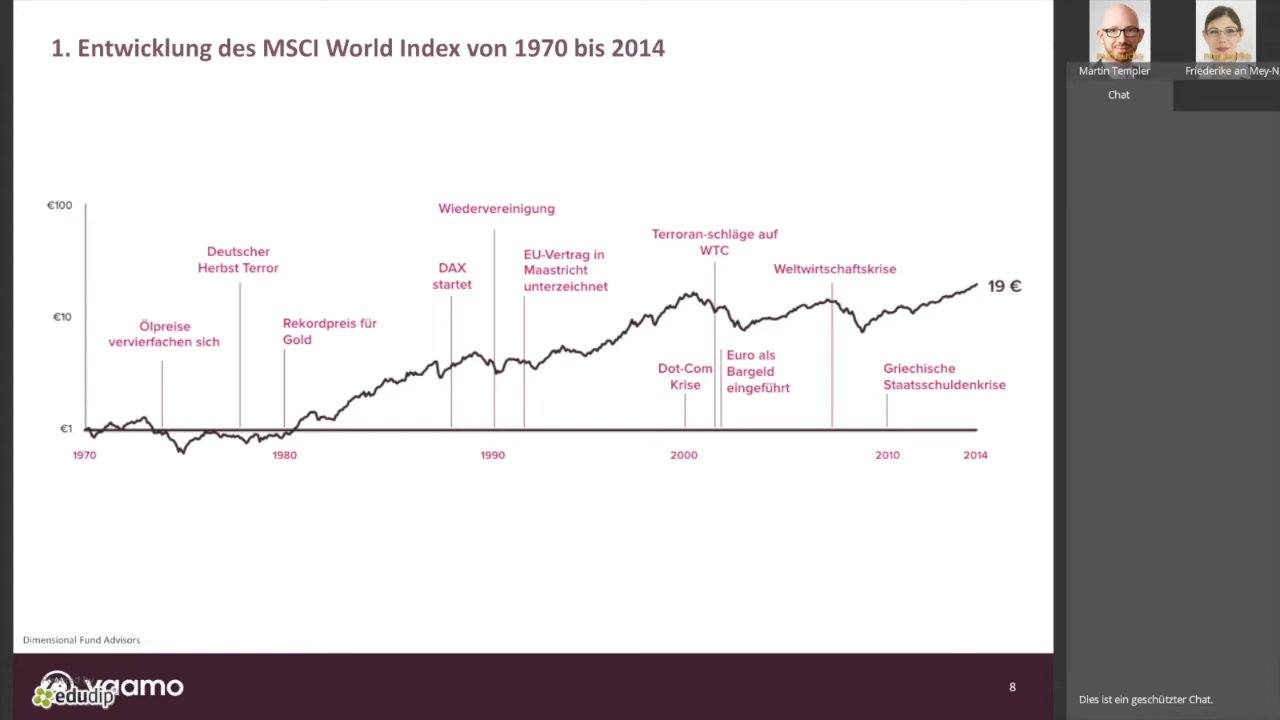 1. Entwicklung des MSCI World Index von 1970 bis 2014
€100
€10
€1
Ölpreise
vervierfachen sich
Deutscher
Herbst Terror
Rekordpreis für
Gold
DAX
startet
Wiedervereinigung
EU-Vertrag in
Maastricht
unterzeichnet
Terroran-schläge auf
WTC
Dot-Com
Krise
Euro als
Bargeld
eingeführt
Weltwirtschaftskrise
Griechische
Staatsschuldenkrise
19 €
1970
1980
1990
2000
2010
2014
Dimensional Fund Advisors
edudip
8
Martin Templer
Friederike an Mey-N
Chat
Dies ist ein geschützter Chat.